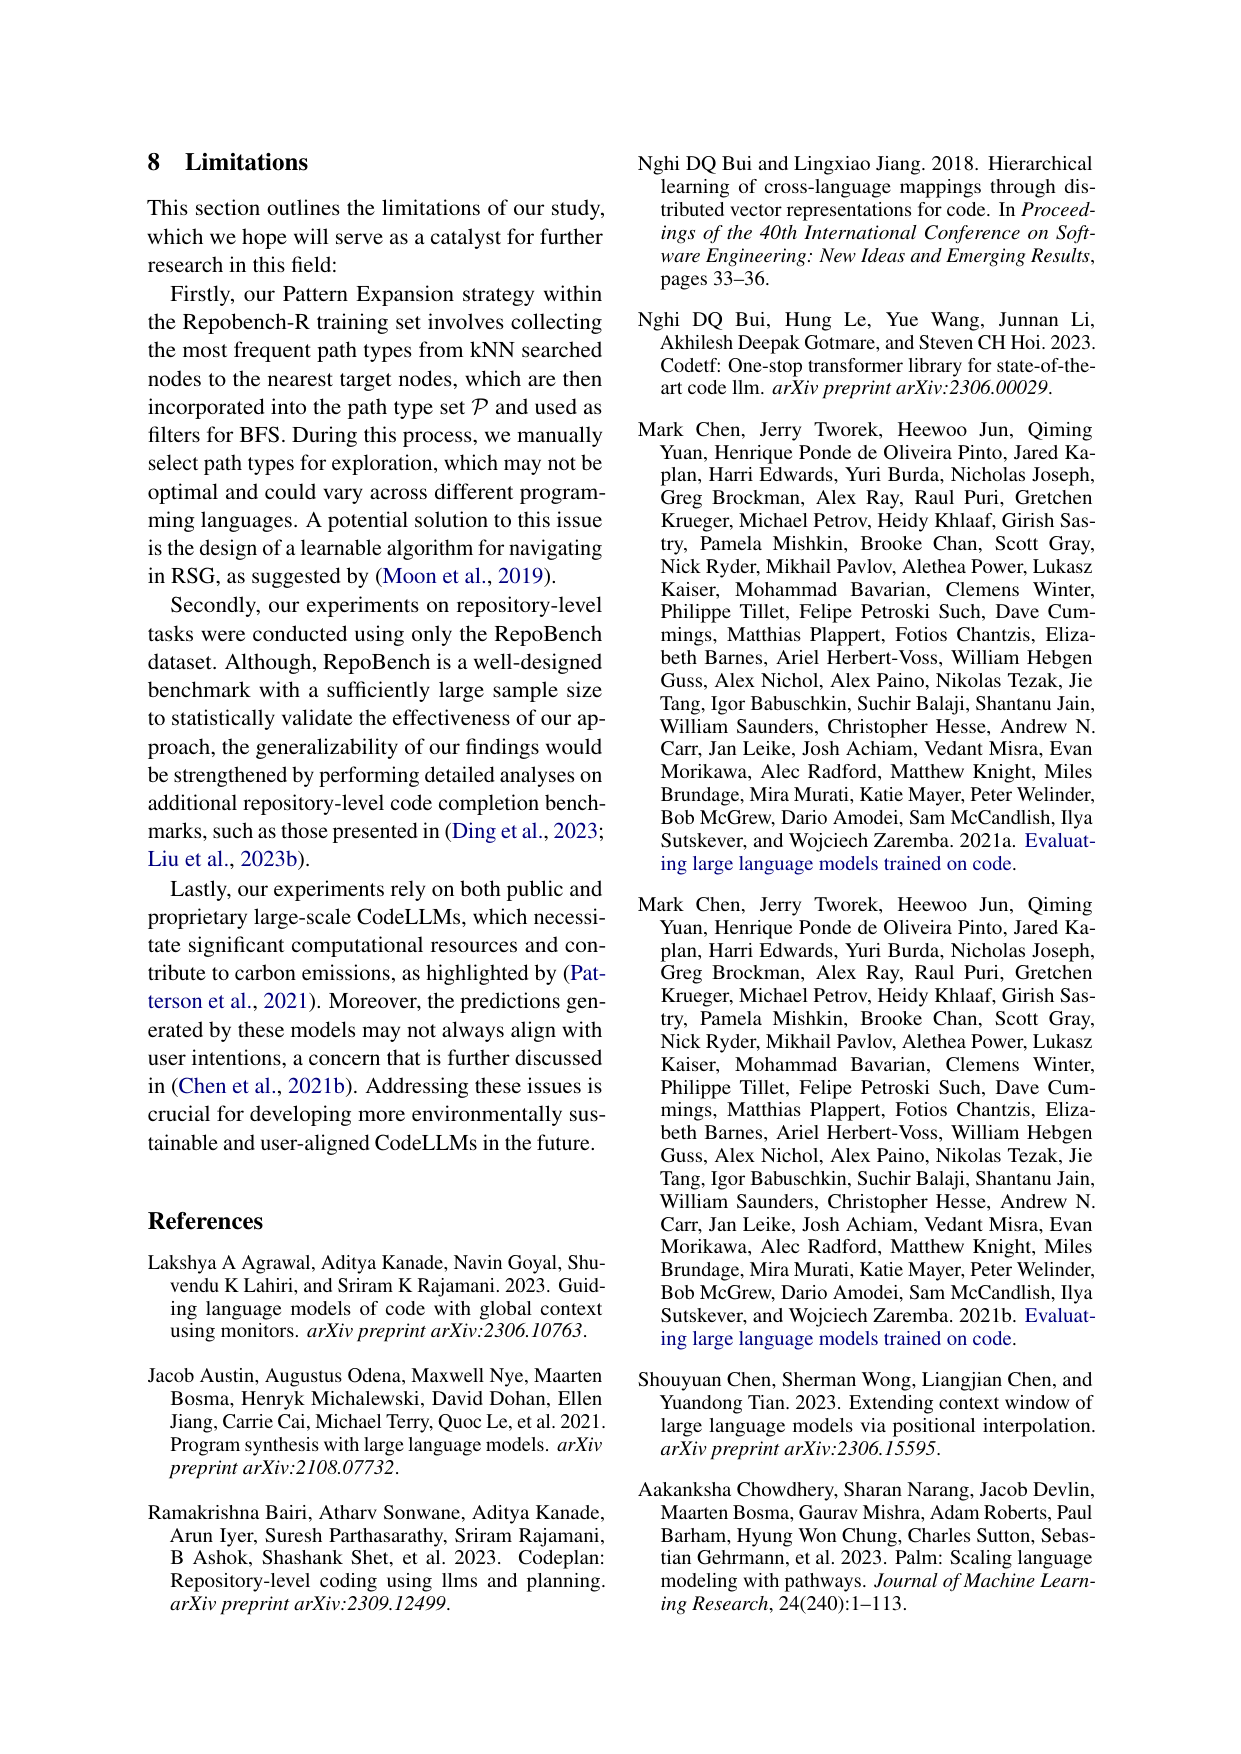 8 Limitations
This section outlines the limitations of our study,
which we hope will serve as a catalyst for further
research in this field:
Firstly, our Pattern Expansion strategy within
the Repobench-R training set involves collecting
the most frequent path types from kNN searched
nodes to the nearest target nodes, which are then
incorporated into the path type set P and used as
filters for BFS. During this process, we manually
select path types for exploration, which may not be
optimal and could vary across different program-
ming languages. A potential solution to this issue
is the design of a learnable algorithm for navigating
in RSG, as suggested by (Moon et al., 2019).
Secondly, our experiments on repository-level
tasks were conducted using only the RepoBench
dataset. Although, RepoBench is a well-designed
benchmark with a sufficiently large sample size
to statistically validate the effectiveness of our ap-
proach, the generalizability of our findings would
be strengthened by performing detailed analyses on
additional repository-level code completion bench-
marks, such as those presented in (Ding et al., 2023;
Liu et al., 2023b).
Lastly, our experiments rely on both public and
proprietary large-scale CodeLLMs, which necessi-
tate significant computational resources and con-
tribute to carbon emissions, as highlighted by (Pat-
terson et al., 2021). Moreover, the predictions gen-
erated by these models may not always align with
user intentions, a concern that is further discussed
in (Chen et al., 2021b). Addressing these issues is
crucial for developing more environmentally sus-
tainable and user-aligned CodeLLMs in the future.
References
Lakshya A Agrawal, Aditya Kanade, Navin Goyal, Shu-
vendu K Lahiri, and Sriram K Rajamani. 2023. Guid-
ing language models of code with global context
using monitors. arXiv preprint arXiv:2306.10763.
Jacob Austin, Augustus Odena, Maxwell Nye, Maarten
Bosma, Henryk Michalewski, David Dohan, Ellen
Jiang, Carrie Cai, Michael Terry, Quoc Le, et al. 2021.
Program synthesis with large language models. arXiv
preprint arXiv:2108.07732.
Ramakrishna Bairi, Atharv Sonwane, Aditya Kanade,
Arun Iyer, Suresh Parthasarathy, Sriram Rajamani,
B Ashok, Shashank Shet, et al. 2023. Codeplan:
Repository-level coding using llms and planning.
arXiv preprint arXiv:2309.12499.
Nghi DQ Bui and Lingxiao Jiang. 2018. Hierarchical
learning of cross-language mappings through dis-
tributed vector representations for code. In Proceed-
ings of the 40th International Conference on Soft-
ware Engineering: New Ideas and Emerging Results,
pages 33–36.
Nghi DQ Bui, Hung Le, Yue Wang, Junnan Li,
Akhilesh Deepak Gotmare, and Steven CH Hoi. 2023.
Codetf: One-stop transformer library for state-of-the-
art code llm. arXiv preprint arXiv:2306.00029.
Mark Chen, Jerry Tworek, Heewoo Jun, Qiming
Yuan, Henrique Ponde de Oliveira Pinto, Jared Ka-
plan, Harri Edwards, Yuri Burda, Nicholas Joseph,
Greg Brockman, Alex Ray, Raul Puri, Gretchen
Krueger, Michael Petrov, Heidy Khlaaf, Girish Sas-
try, Pamela Mishkin, Brooke Chan, Scott Gray,
Nick Ryder, Mikhail Pavlov, Alethea Power, Lukasz
Kaiser, Mohammad Bavarian, Clemens Winter,
Philippe Tillet, Felipe Petroski Such, Dave Cum-
mings, Matthias Plappert, Fotios Chantzis, Eliza-
beth Barnes, Ariel Herbert-Voss, William Hebgen
Guss, Alex Nichol, Alex Paino, Nikolas Tezak, Jie
Tang, Igor Babuschkin, Suchir Balaji, Shantanu Jain,
William Saunders, Christopher Hesse, Andrew N.
Carr, Jan Leike, Josh Achiam, Vedant Misra, Evan
Morikawa, Alec Radford, Matthew Knight, Miles
Brundage, Mira Murati, Katie Mayer, Peter Welinder,
Bob McGrew, Dario Amodei, Sam McCandlish, Ilya
Sutskever, and Wojciech Zaremba. 2021a. Evaluat-
ing large language models trained on code.
Mark Chen, Jerry Tworek, Heewoo Jun, Qiming
Yuan, Henrique Ponde de Oliveira Pinto, Jared Ka-
plan, Harri Edwards, Yuri Burda, Nicholas Joseph,
Greg Brockman, Alex Ray, Raul Puri, Gretchen
Krueger, Michael Petrov, Heidy Khlaaf, Girish Sas-
try, Pamela Mishkin, Brooke Chan, Scott Gray,
Nick Ryder, Mikhail Pavlov, Alethea Power, Lukasz
Kaiser, Mohammad Bavarian, Clemens Winter,
Philippe Tillet, Felipe Petroski Such, Dave Cum-
mings, Matthias Plappert, Fotios Chantzis, Eliza-
beth Barnes, Ariel Herbert-Voss, William Hebgen
Guss, Alex Nichol, Alex Paino, Nikolas Tezak, Jie
Tang, Igor Babuschkin, Suchir Balaji, Shantanu Jain,
William Saunders, Christopher Hesse, Andrew N.
Carr, Jan Leike, Josh Achiam, Vedant Misra, Evan
Morikawa, Alec Radford, Matthew Knight, Miles
Brundage, Mira Murati, Katie Mayer, Peter Welinder,
Bob McGrew, Dario Amodei, Sam McCandlish, Ilya
Sutskever, and Wojciech Zaremba. 2021b. Evaluat-
ing large language models trained on code.
Shouyuan Chen, Sherman Wong, Liangjian Chen, and
Yuandong Tian. 2023. Extending context window of
large language models via positional interpolation.
arXiv preprint arXiv:2306.15595.
Aakanksha Chowdhery, Sharan Narang, Jacob Devlin,
Maarten Bosma, Gaurav Mishra, Adam Roberts, Paul
Barham, Hyung Won Chung, Charles Sutton, Sebas-
tian Gehrmann, et al. 2023. Palm: Scaling language
modeling with pathways. Journal of Machine Learn-
ing Research, 24(240):1–113.